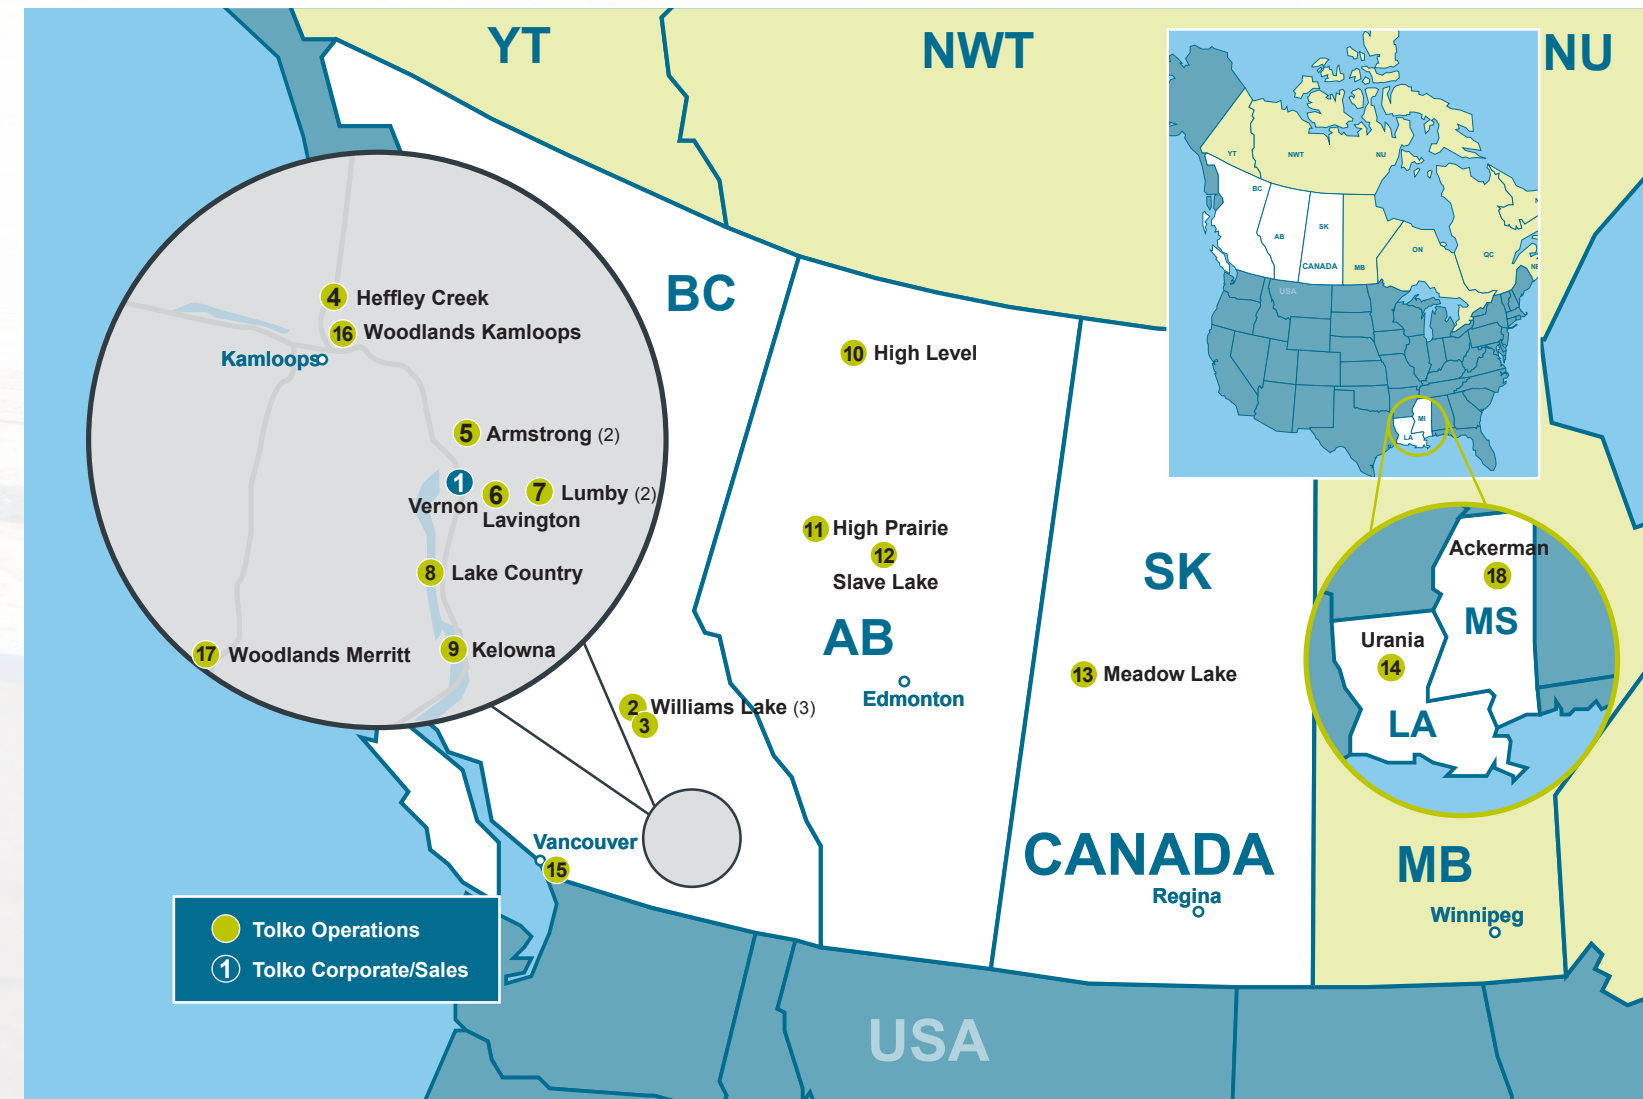 YT
NWT
NU
BC
4 Heffley Creek
16 Woodlands Kamloops
Kamloops
5 Armstrong (2)
1
Vernon
6
Lavington
7 Lumby (2)
8 Lake Country
9 Kelowna
17 Woodlands Merritt
2 Williams Lake (3)
3
Vancouver
15
10 High Level
11 High Prairie
12
Slave Lake
AB
Edmonton
SK
13 Meadow Lake
CANADA
Regina
MB
Winnipeg
USA
YT
NWT
NU
BC
AB
SK
CANADA
MB
ON
QC
USA
MI
LA
Ackerman
18
MS
Urania
14
LA
Tolko Operations
1 Tolko Corporate/Sales